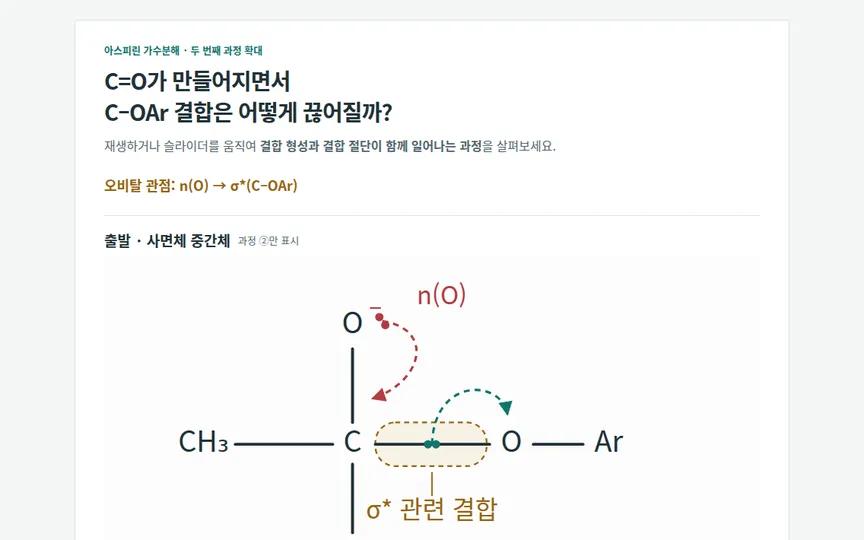 아스피린 가수분해 · 두 번째 과정 확대
C=O가 만들어지면서
C–OAr 결합은 어떻게 끊어질까?
재생하거나 슬라이더를 움직여 결합 형성과 결합 절단이 함께 일어나는 과정을 살펴보세요.
오비탈 관점: n(O) → σ*(C–OAr)
출발 · 사면체 중간체 과정 ②만 표시
n(O)
O −
CH₃ C O Ar
σ* 관련 결합